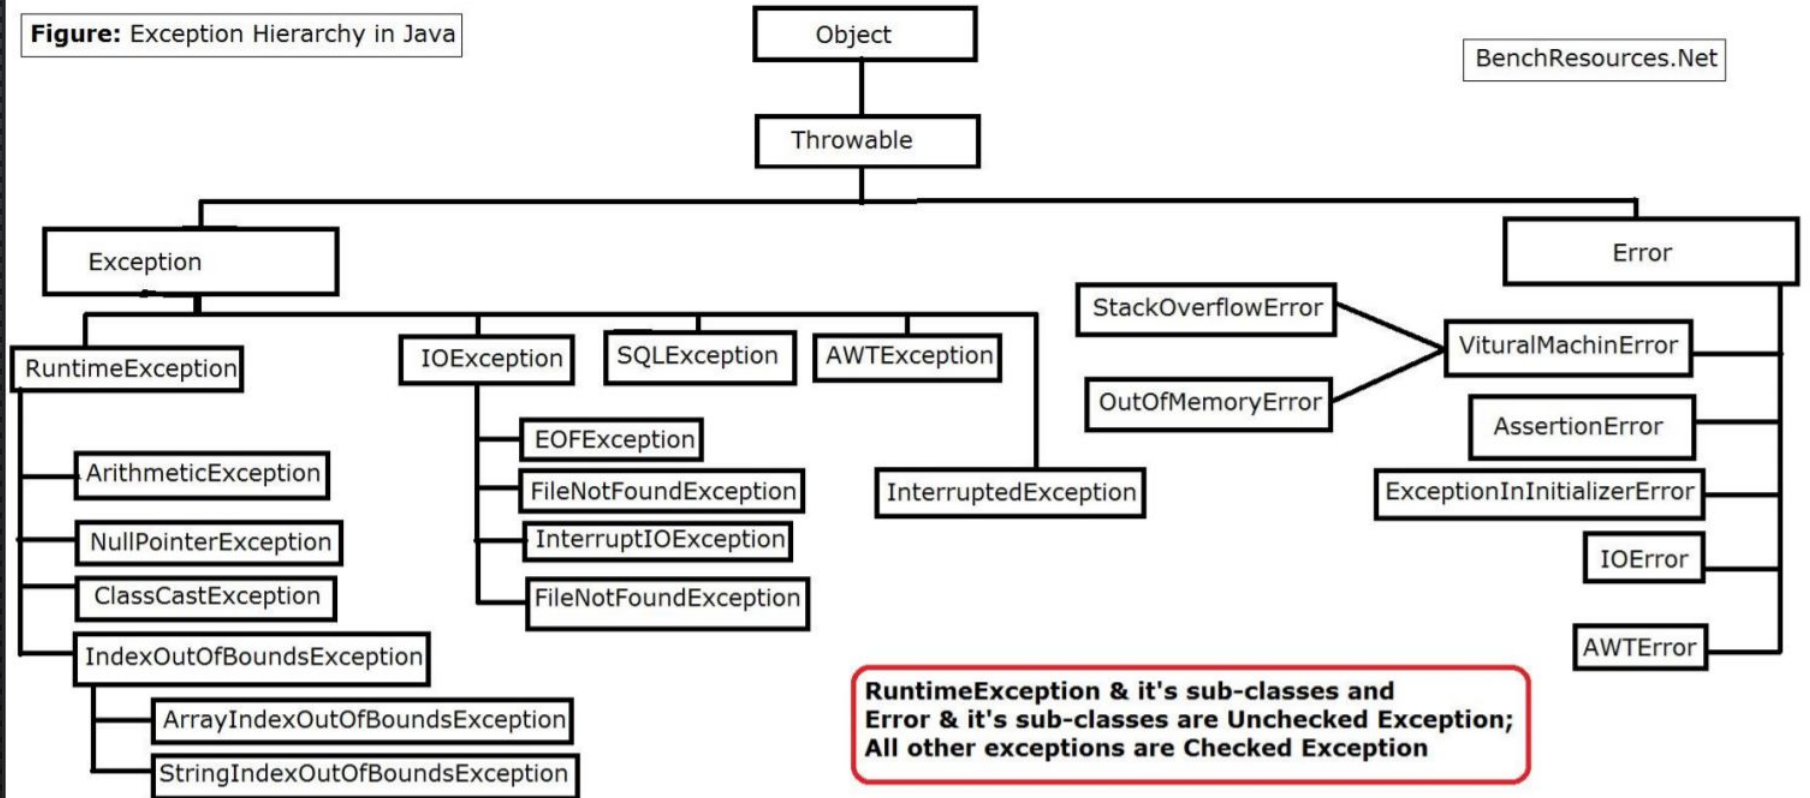 Figure: Exception Hierarchy in Java
Object
BenchResources.Net
Throwable
Exception
Error
StackOverflowError
VituralMachinError
OutOfMemoryError
AssertionError
ExceptionInInitializerError
IOError
AWTError
RuntimeException
IOException
SQLException
AWTException
InterruptedException
EOFException
FileNotFoundException
InterruptIOException
FileNotFoundException
ArithmeticException
NullPointerException
ClassCastException
IndexOutOfBoundsException
ArrayIndexOutOfBoundsException
StringIndexOutOfBoundsException
RuntimeException & it's sub-classes and
Error & it's sub-classes are Unchecked Exception;
All other exceptions are Checked Exception